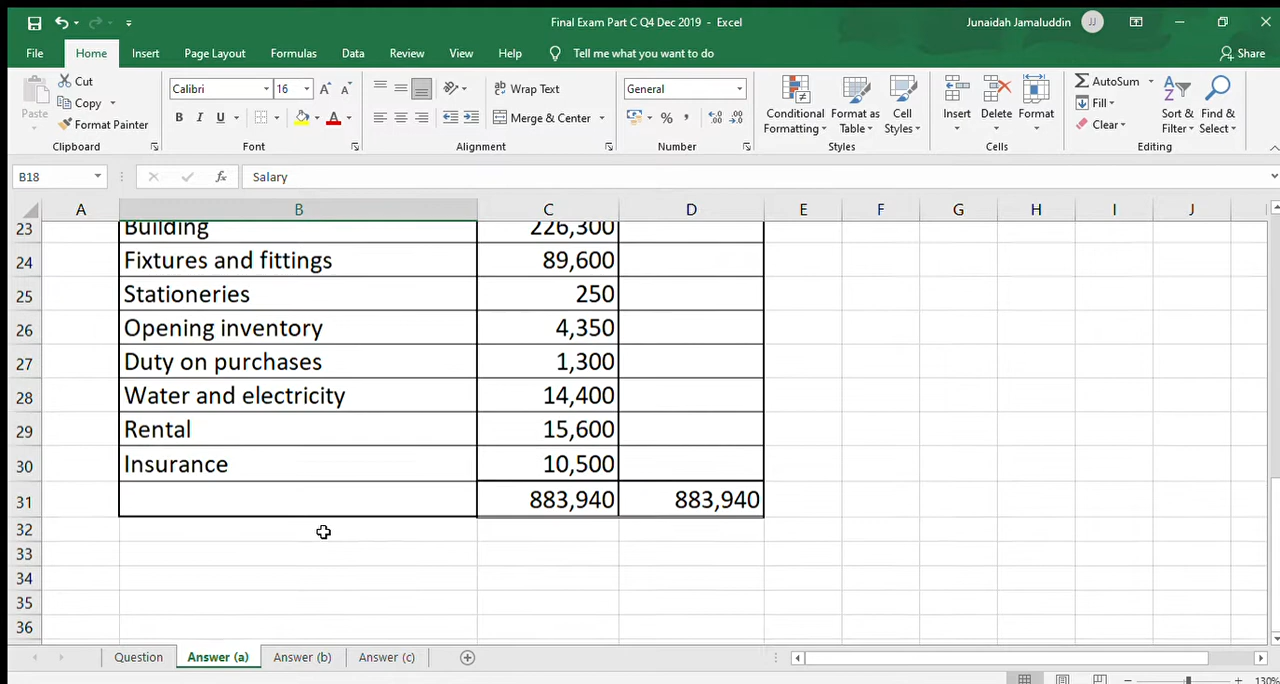 Final Exam Part C Q4 Dec 2019 - Excel
Junaidah Jamaluddin JJ
File Home Insert Page Layout Formulas Data Review View Help Tell me what you want to do Share
Paste Cut Copy Format Painter
Calibri 16 A A
B I U A
Wrap Text
Merge & Center
General
% ,
Conditional Formatting
Format as Table
Cell Styles
Insert Delete Format
AutoSum
Fill
Clear
Sort & Filter
Find & Select
Clipboard Font Alignment Number Styles Cells Editing
B18 fx Salary
A B C D E F G H I J
23 Building 226,300
24 Fixtures and fittings 89,600
25 Stationeries 250
26 Opening inventory 4,350
27 Duty on purchases 1,300
28 Water and electricity 14,400
29 Rental 15,600
30 Insurance 10,500
31 883,940 883,940
32
33
34
35
36
Question Answer (a) Answer (b) Answer (c)
130%